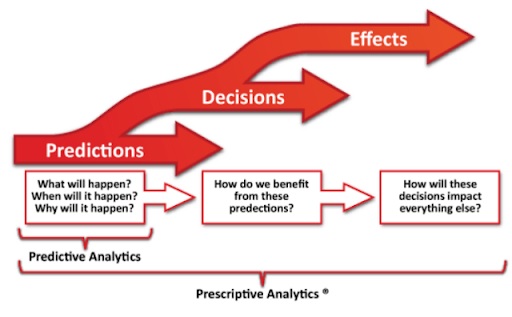 Effects
Decisions
Predictions
What will happen?
When will it happen?
Why will it happen?
How do we benefit
from these
predections?
How will these
decisions impact
everything else?
Predictive Analytics
Prescriptive Analytics ®